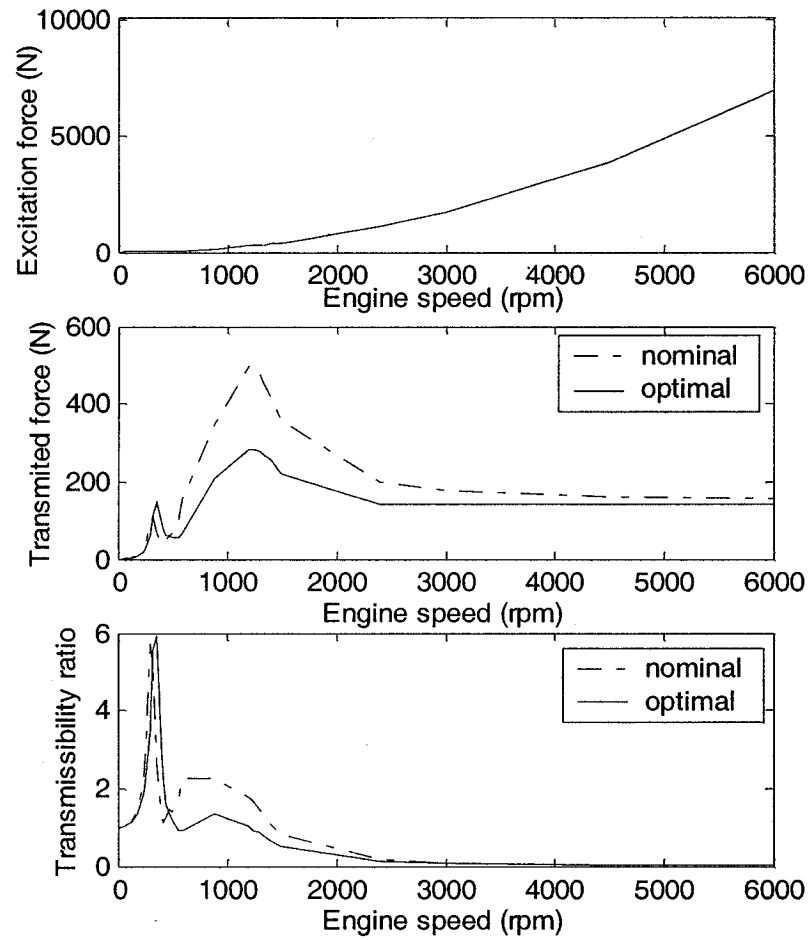 Excitation force (N)
10000
5000
0
0 1000 2000 3000 4000 5000 6000
Engine speed (rpm)
Transmited force (N)
600
400
200
0
nominal
optimal
0 1000 2000 3000 4000 5000 6000
Engine speed (rpm)
Transmissibility ratio
6
4
2
0
nominal
optimal
0 1000 2000 3000 4000 5000 6000
Engine speed (rpm)